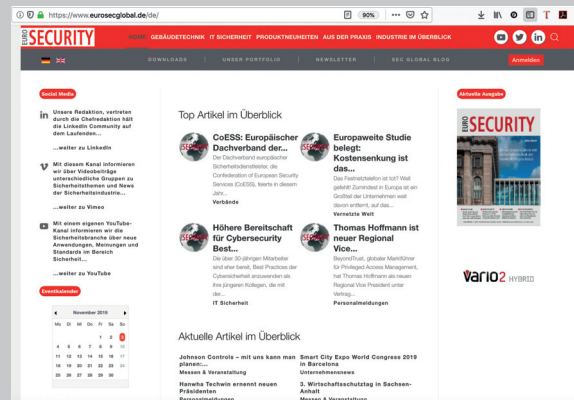 https://www.eurosecglobal.de/de/
90%
EURO SECURITY
HOME GEBÄUDETECHNIK IT SICHERHEIT PRODUKTNEUHEITEN AUS DER PRAXIS INDUSTRIE IM ÜBERBLICK
DOWNLOADS | UNSER PORTFOLIO | NEWSLETTER | SEC GLOBAL BLOG
Anmelden
Social Media
Unsere Redaktion, vertreten
durch die Chefredaktion hält
die LinkedIn Community auf
dem Laufenden...
...weiter zu LinkedIn
Mit diesem Kanal informieren
wir über Videobeiträge
unterschiedliche Gruppen zu
Sicherheitsthemen und News
der Sicherheitsindustrie...
...weiter zu Vimeo
Mit einem eigenen YouTube-
Kanal informieren wir die
Sicherheitsbranche über neue
Anwendungen, Meinungen und
Standards im Bereich
Sicherheit...
...weiter zu YouTube
Eventkalender
November 2019
Mo Di Mi Do Fr Sa So
1 2 3
4 5 6 7 8 9 10
11 12 13 14 15 16 17
18 19 20 21 22 23 24
25 26 27 28 29 30
Top Artikel im Überblick
CoESS: Europäischer
Dachverband der...
Der Dachverband europäischer
Sicherheitsdienstleister, die
Confederation of European Security
Services (CoESS), feierte in diesem
Jahr...
Verbände
Europaweite Studie
belegt:
Kostensenkung ist
das...
Das Festnetztelefon ist tot? Weit
gefehlt! Zumindest in Europa ist ein
Großteil der Unternehmen weit
davon entfernt, auf das...
Vernetzte Welt
Höhere Bereitschaft
für Cybersecurity
Best...
Die über 30-jährigen Mitarbeiter
sind eher bereit, Best Practices der
Cybersicherheit anzuwenden als
ihre jüngeren Kollegen, die mit
der...
IT Sicherheit
Thomas Hoffmann ist
neuer Regional
Vice...
BeyondTrust, globaler Marktführer
für Privileged Access Management,
hat Thomas Hoffmann als neuen
Regional Vice President unter
Vertrag...
Personalmeldungen
Aktuelle Artikel im Überblick
Johnson Controls – mit uns kann man
planen:...
Messen & Veranstaltung
Smart City Expo World Congress 2019
in Barcelona
Unternehmensnews
Hanwha Techwin ernennt neuen
Präsidenten
Personalmeldungen
3. Wirtschaftsschutztag in Sachsen-
Anhalt
Messen & Veranstaltung
Aktuelle Ausgabe
EURO SECURITY
VARIO2 HYBRID